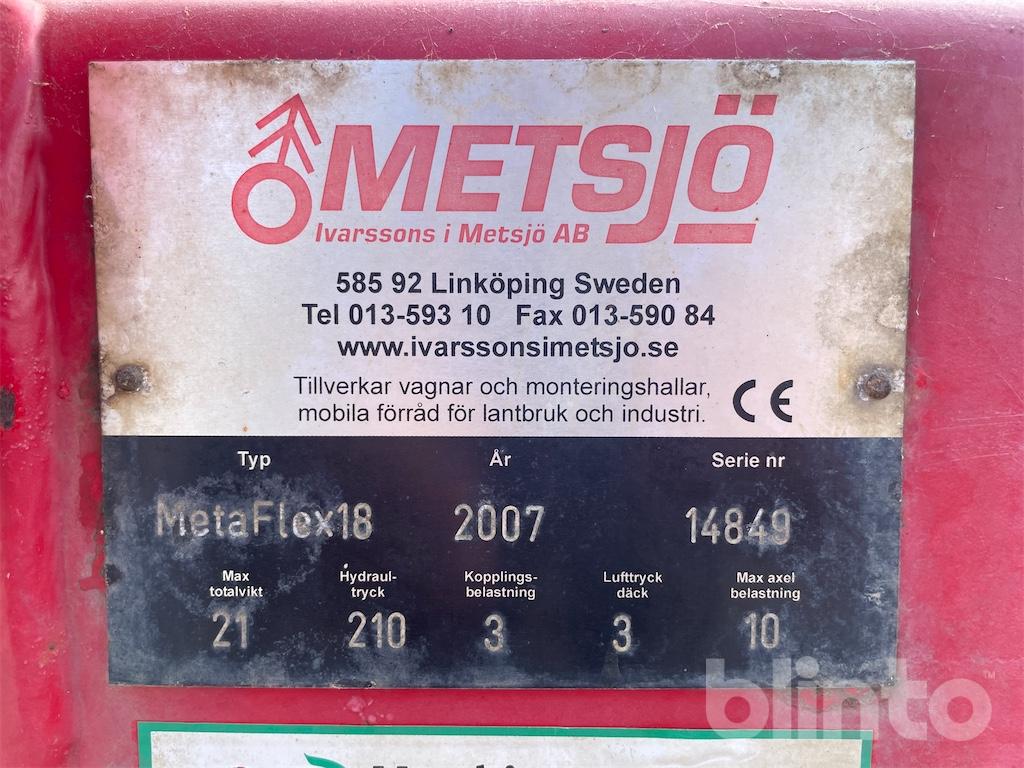 METSJÖ
Ivarssons i Metsjö AB
585 92 Linköping Sweden
Tel 013-593 10 Fax 013-590 84
www.ivarssonsimetsjo.se
Tillverkar vagnar och monteringshallar,
mobila förråd för lantbruk och industri.
CE
Typ År Serie nr
MetaFlex18 2007 14849
Max totalvikt Hydraul-tryck Kopplings-belastning Lufttryck däck Max axel belastning
21 210 3 3 10
blinto™